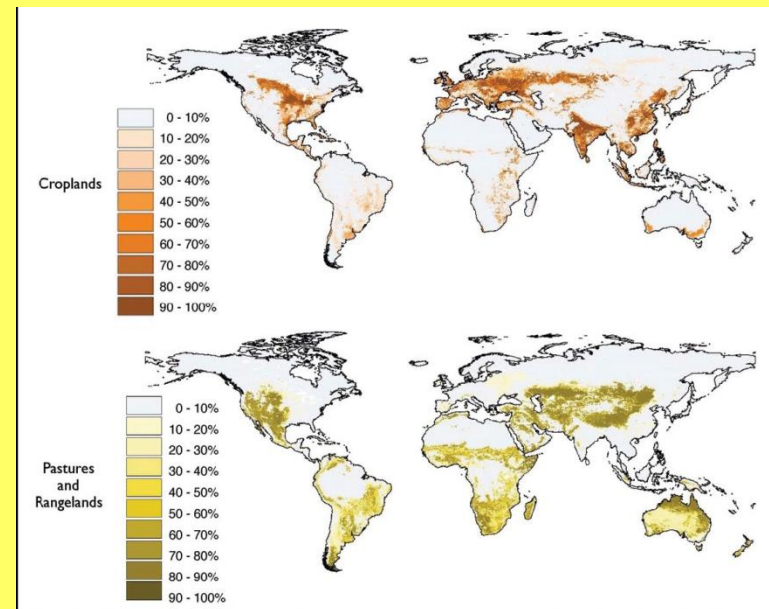 Croplands
0 - 10%
10 - 20%
20 - 30%
30 - 40%
40 - 50%
50 - 60%
60 - 70%
70 - 80%
80 - 90%
90 - 100%
Pastures
and
Rangelands
0 - 10%
10 - 20%
20 - 30%
30 - 40%
40 - 50%
50 - 60%
60 - 70%
70 - 80%
80 - 90%
90 - 100%